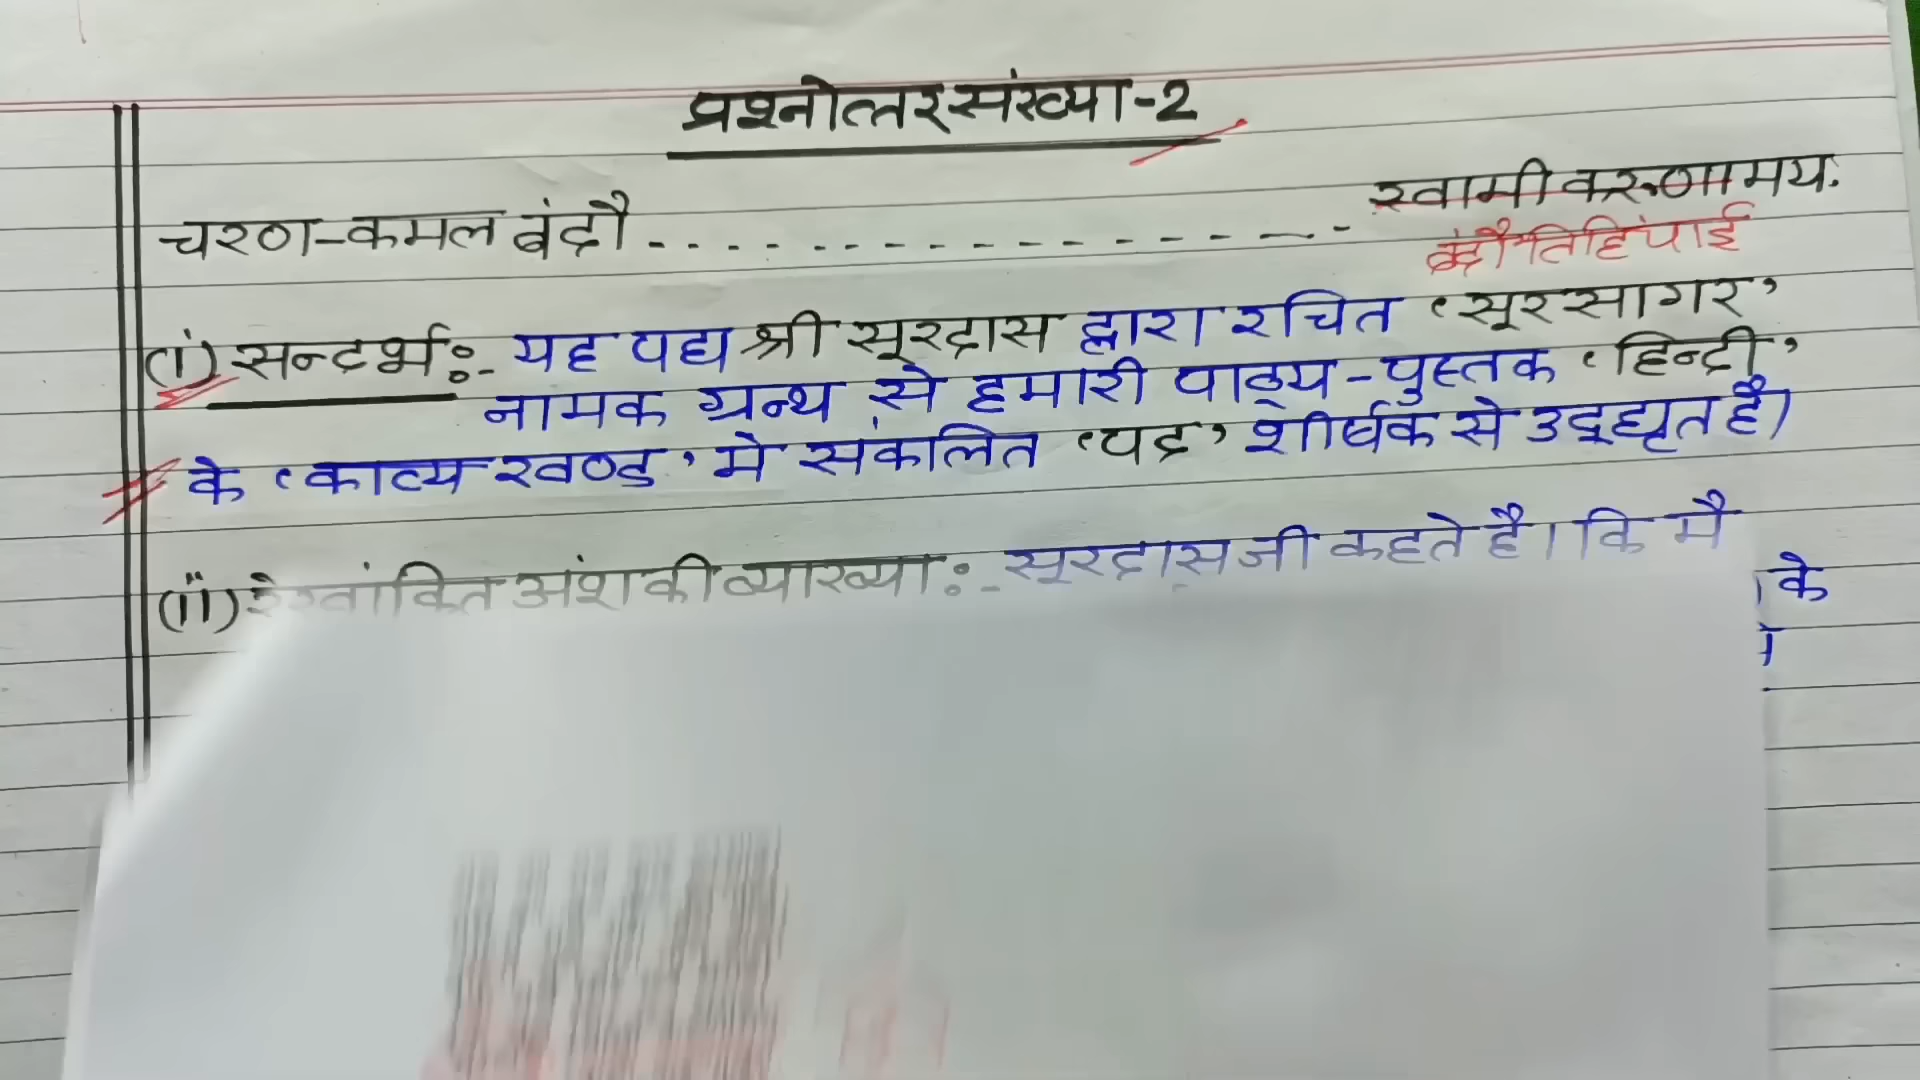 प्रश्नोत्तर संख्या-2
चरण-कमल बंदौ - - - - - - - - - - - - - - - - स्वामी करुणामय.
बंदौ तिहिं पाई
(i) सन्दर्भ:- यह पद्य श्री सूरदास द्वारा रचित 'सूरसागर'
नामक ग्रन्थ से हमारी पाठ्य-पुस्तक 'हिन्दी'
के 'काव्य खण्ड' मे संकलित 'पद' शीर्षक से उद्घृत है।
(ii) रेखांकित अंश की व्याख्या:- सूरदास जी कहते है। कि मै
के